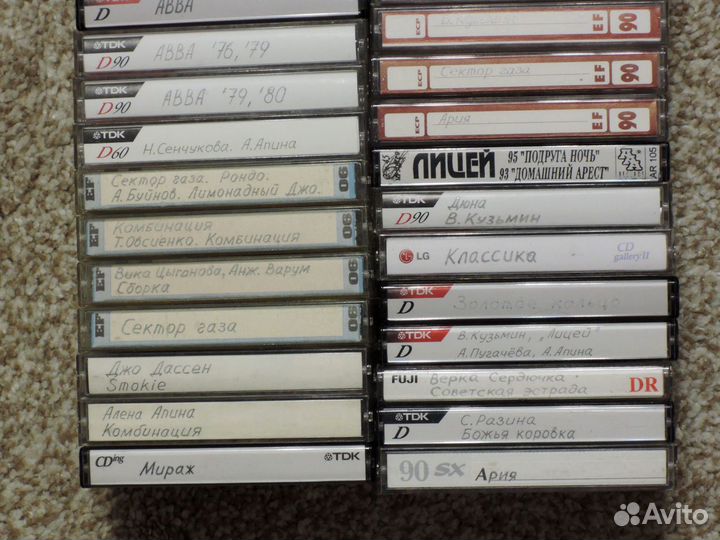 D ABBA
TDK
D90 ABBA '76, '79
TDK
D90 ABBA '79, '80
TDK
D60 Н.Сенчукова. А.Апина
EF Сектор газа. Рондо. 90
А.Буйнов. Лимонадный Джо.
EF Комбинация 90
Т.Овсиенко. Комбинация
EF Вика Цыганова, Анж. Варум 90
Сборка
EF Сектор газа 90
Джо Дассен
Smokie
Алена Апина
Комбинация
CDing Мираж TDK
ECP EF 90
ECP Сектор газа EF 90
ECP Ария EF 90
ЛИЦЕЙ 95 "ПОДРУГА НОЧЬ" AR 105
93 "ДОМАШНИЙ АРЕСТ"
TDK Дюна
D90 В.Кузьмин
LG Классика CD
gallery II
TDK
D Золотое кольцо
TDK В.Кузьмин, „Лицей"
D А.Пугачёва, А.Апина
FUJI Верка Сердючка. DR
Советская эстрада
TDK С.Разина
D Божья коровка
90 SX Ария
Avito